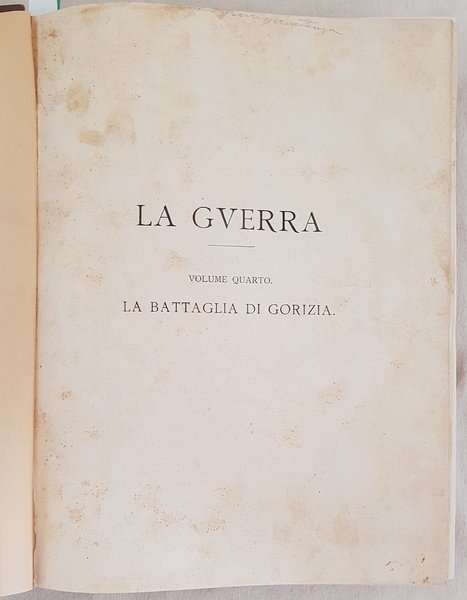 LA GVERRA
VOLUME QUARTO.
LA BATTAGLIA DI GORIZIA.